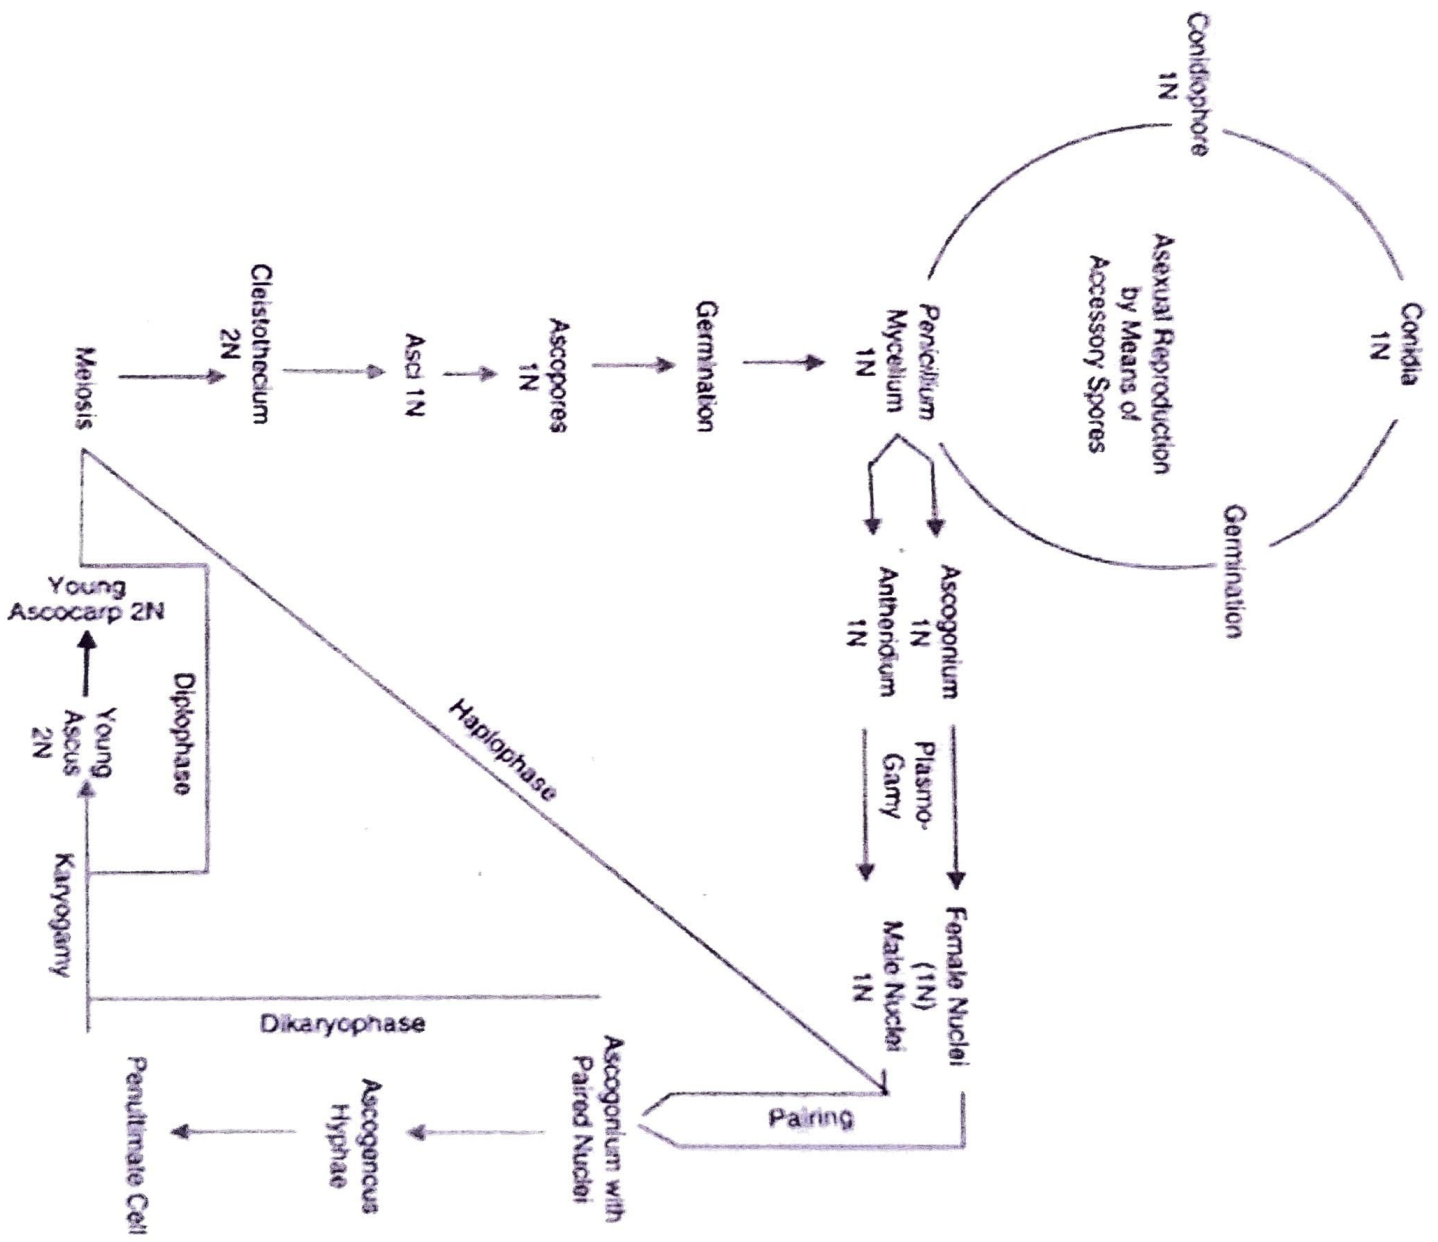 Conidiophore
1N
Conidia
1N
Germination
Asexual Reproduction
by Means of
Accessory Spores
Penicillium
Mycelium
1N
Ascogonium
1N
Antheridium
1N
Plasmo-
Gamy
Female Nuclei
(1N)
Male Nuclei
1N
Pairing
Ascogonium with
Paired Nuclei
Ascogenous
Hyphae
Penultimate Cell
Dikaryophase
Karyogamy
Young
Ascus
2N
Young
Ascocarp 2N
Diplophase
Haplophase
Meiosis
Cleistothecium
2N
Asci 1N
Ascopores
1N
Germination